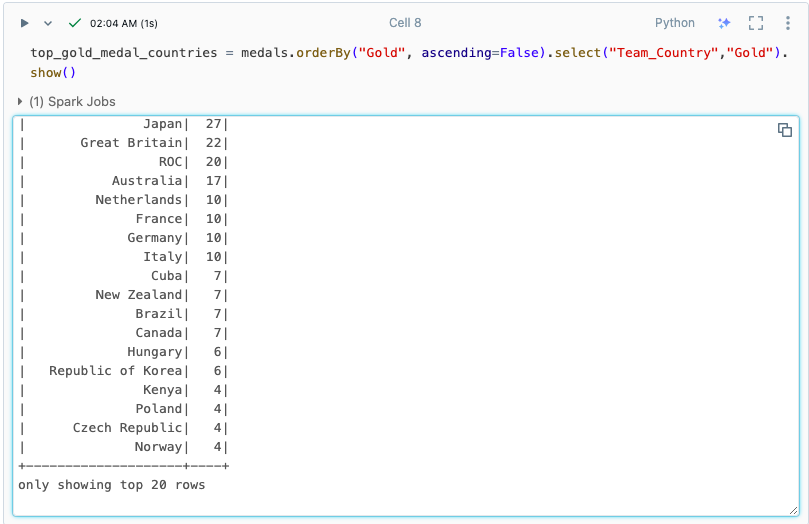 02:04 AM (1s)
Cell 8
Python
top_gold_medal_countries = medals.orderBy("Gold", ascending=False).select("Team_Country","Gold").
show()
(1) Spark Jobs
|               Japan|  27|
|       Great Britain|  22|
|                 ROC|  20|
|           Australia|  17|
|         Netherlands|  10|
|              France|  10|
|             Germany|  10|
|               Italy|  10|
|                Cuba|   7|
|         New Zealand|   7|
|              Brazil|   7|
|              Canada|   7|
|             Hungary|   6|
|   Republic of Korea|   6|
|               Kenya|   4|
|              Poland|   4|
|      Czech Republic|   4|
|              Norway|   4|
+--------------------+----+
only showing top 20 rows